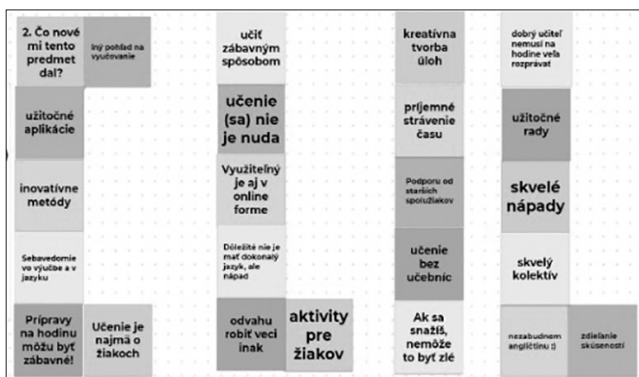 2. Čo nové
mi tento
predmet
dal?
Iný pohľad na
vyučovanie
užitočné
aplikácie
inovatívne
metódy
Sebavedomie
vo výučbe a v
jazyku
Prípravy
na hodinu
môžu byť
zábavné!
Učenie je
najmä o
žiakoch
učiť
zábavným
spôsobom
učenie
(sa) nie
je nuda
Využiteľný
je aj v
online
forme
Dôležité nie je
mať dokonalý
jazyk, ale
nápad
odvahu
robiť veci
inak
aktivity
pre
žiakov
kreatívna
tvorba
úloh
príjemné
strávenie
času
Podporu od
starších
spolužiakov
učenie
bez
učebníc
Ak sa
snažíš,
nemôže
to byť zlé
dobrý učiteľ
nemusí na
hodine veľa
rozprávať
užitočné
rady
skvelé
nápady
skvelý
kolektív
nezabudnem
angličtinu :)
zdieľanie
skúseností